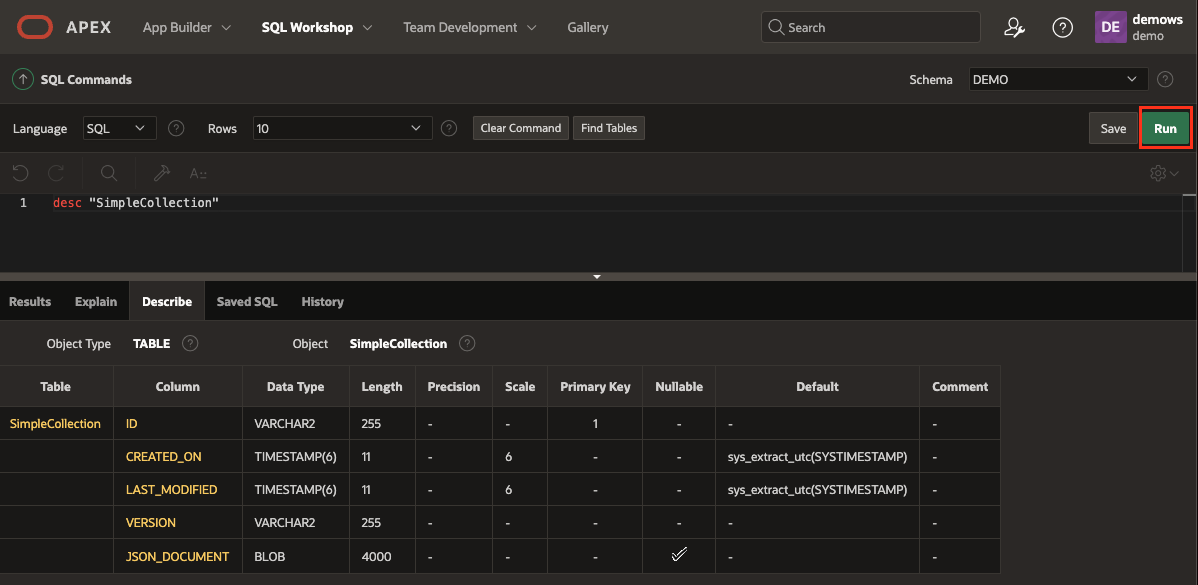 APEX App Builder SQL Workshop Team Development Gallery Search DE demows
demo
SQL Commands Schema DEMO
Language SQL Rows 10 Clear Command Find Tables Save Run
1 desc "SimpleCollection"
Results Explain Describe Saved SQL History
Object Type TABLE Object SimpleCollection
Table Column Data Type Length Precision Scale Primary Key Nullable Default Comment
SimpleCollection ID VARCHAR2 255 - - 1 - - -
CREATED_ON TIMESTAMP(6) 11 - 6 - - sys_extract_utc(SYSTIMESTAMP) -
LAST_MODIFIED TIMESTAMP(6) 11 - 6 - - sys_extract_utc(SYSTIMESTAMP) -
VERSION VARCHAR2 255 - - - - - -
JSON_DOCUMENT BLOB 4000 - - - - -